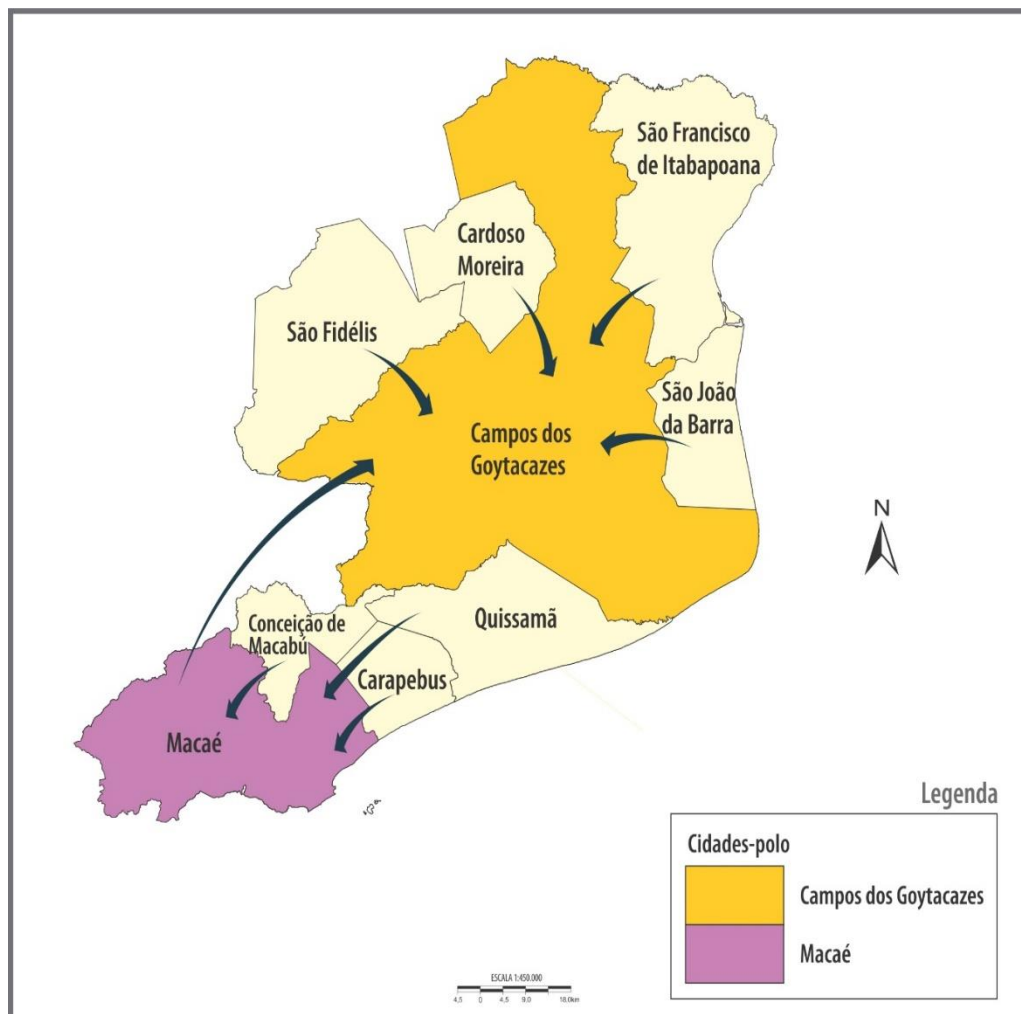 São Francisco
de Itabapoana
Cardoso
Moreira
São Fidélis
São João
da Barra
Campos dos
Goytacazes
N
Conceição de
Macabú
Quissamã
Carapebus
Macaé
Legenda
Cidades-polo
Campos dos Goytacazes
Macaé
ESCALA 1:450.000
4,5 0 4,5 9,0 18,0km